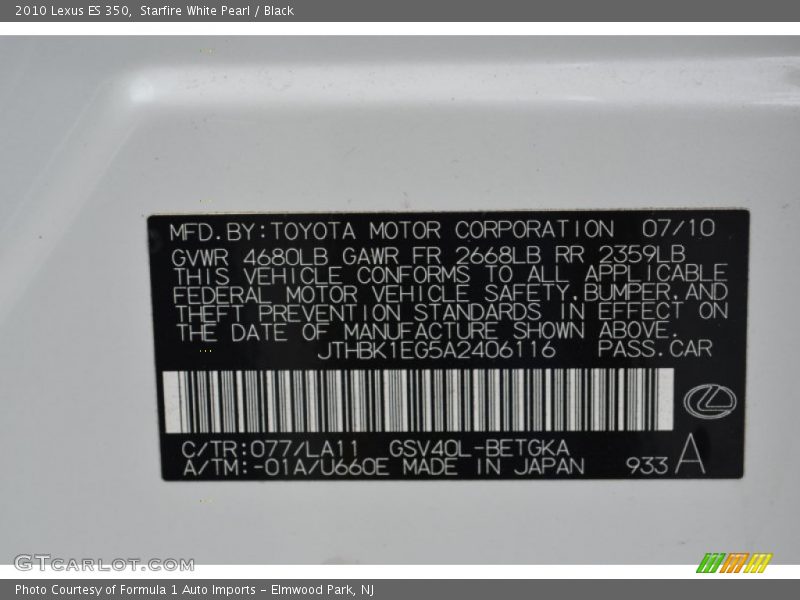 2010 Lexus ES 350,  Starfire White Pearl / Black
MFD.BY:TOYOTA MOTOR CORPORATION 07/10
GVWR 4680LB GAWR FR 2668LB RR 2359LB
THIS VEHICLE CONFORMS TO ALL APPLICABLE
FEDERAL MOTOR VEHICLE SAFETY,BUMPER,AND
THEFT PREVENTION STANDARDS IN EFFECT ON
THE DATE OF MANUFACTURE SHOWN ABOVE.
JTHBK1EG5A2406116 PASS.CAR
C/TR:077/LA11 GSV40L-BETGKA
A/TM:-01A/U660E MADE IN JAPAN 933 A
GTCARLOT.COM
Photo Courtesy of Formula 1 Auto Imports - Elmwood Park, NJ